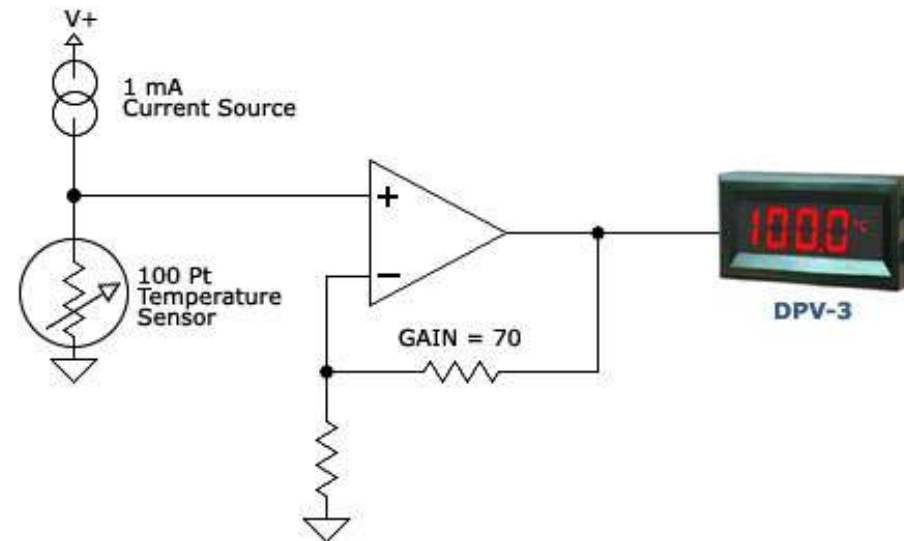 V+
1 mA
Current Source
+
−
100 Pt
Temperature
Sensor
GAIN = 70
100.0 °C
DPV-3